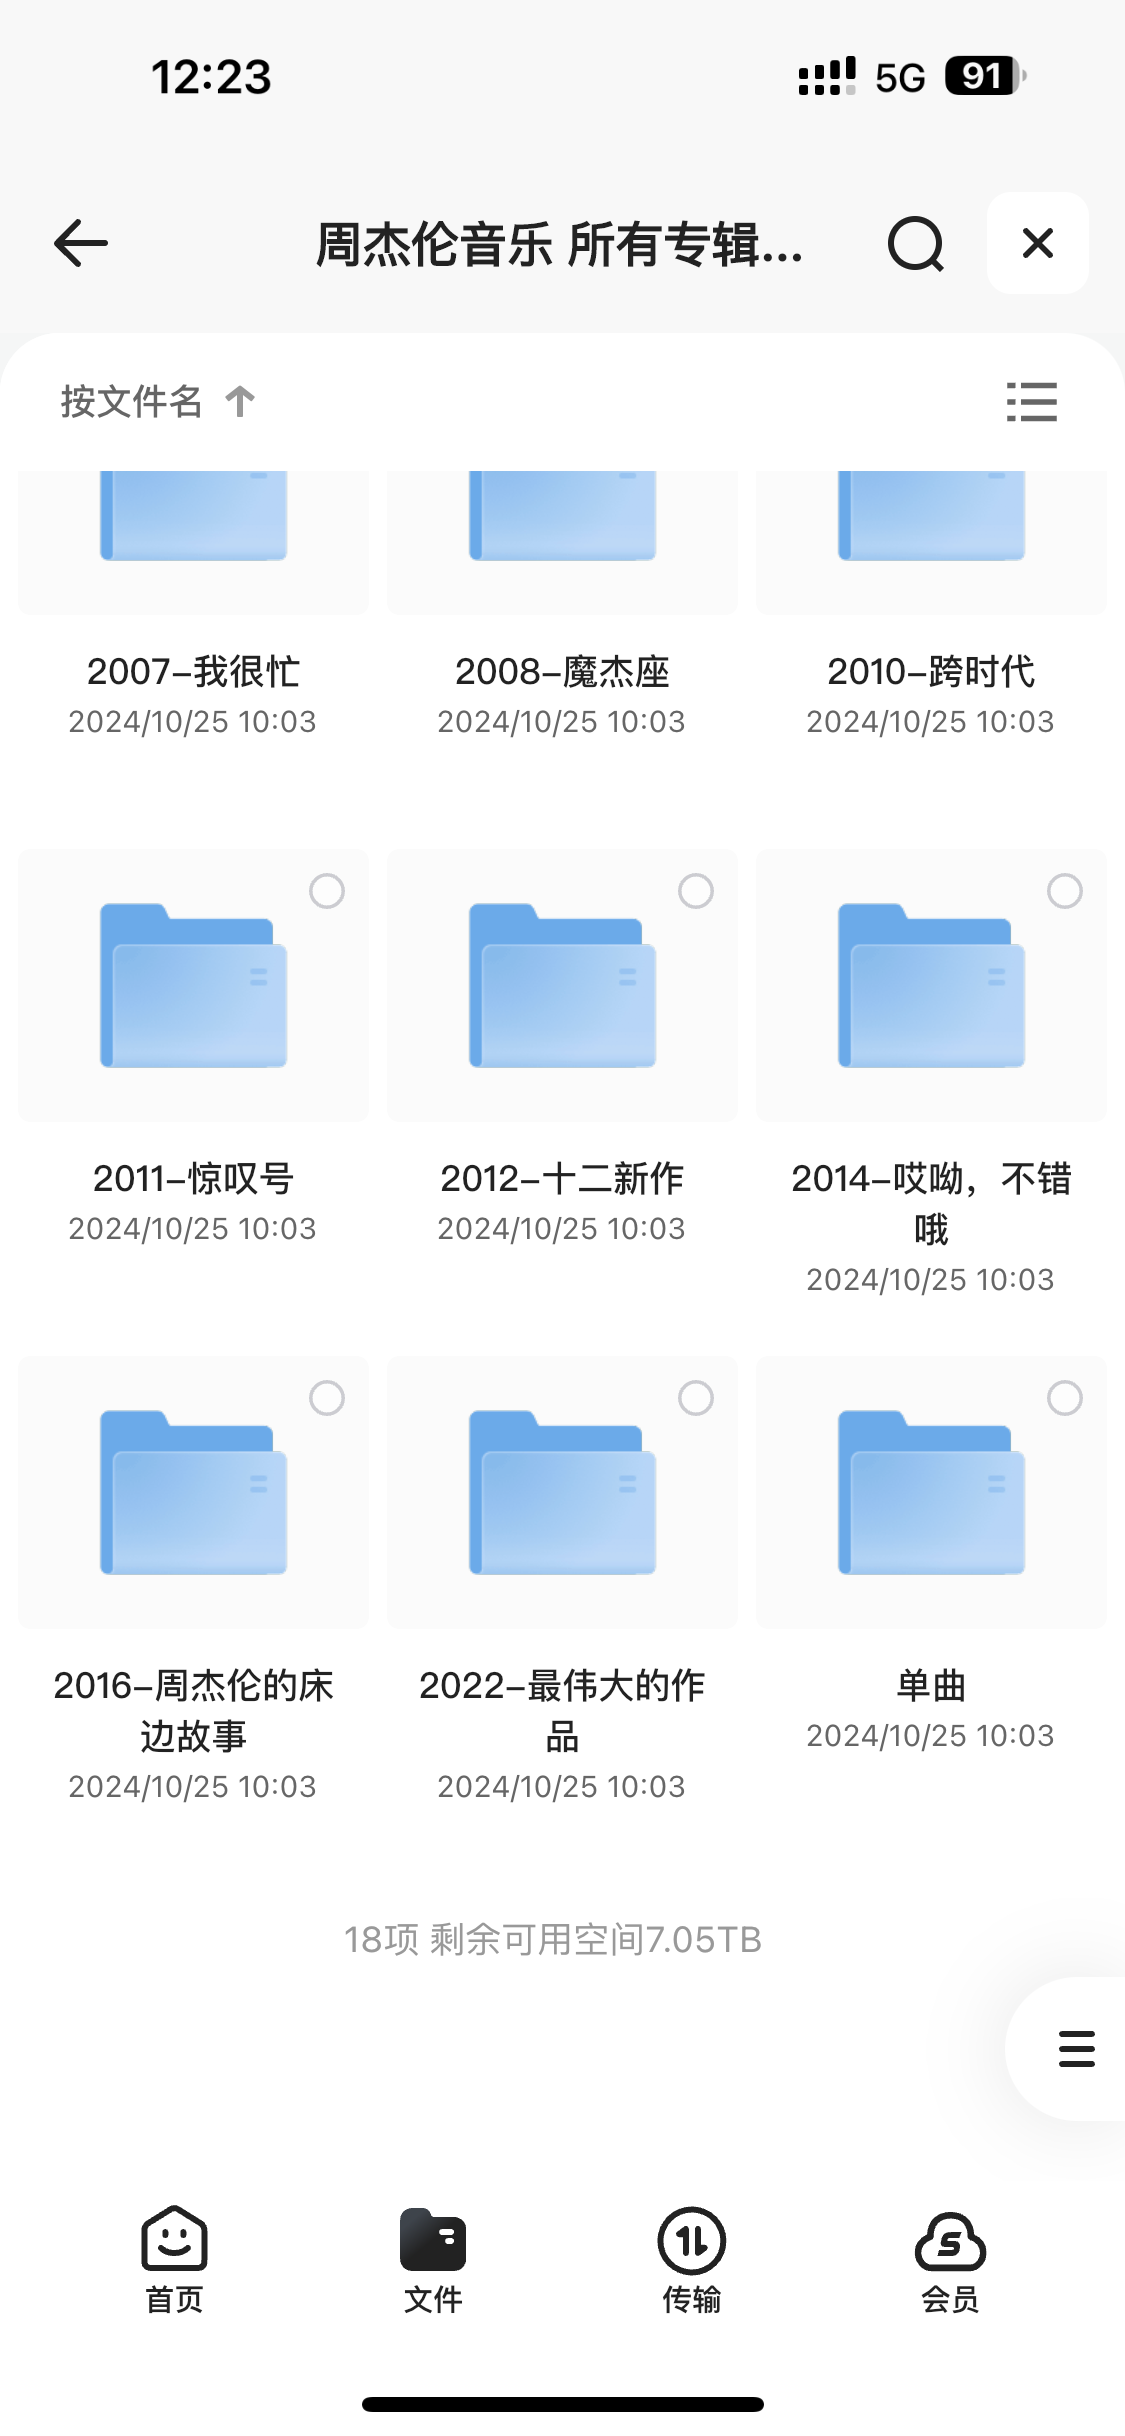 12:23
5G 91
周杰伦音乐 所有专辑...
按文件名
2007-我很忙
2024/10/25 10:03
2008-魔杰座
2024/10/25 10:03
2010-跨时代
2024/10/25 10:03
2011-惊叹号
2024/10/25 10:03
2012-十二新作
2024/10/25 10:03
2014-哎呦，不错
哦
2024/10/25 10:03
2016-周杰伦的床
边故事
2024/10/25 10:03
2022-最伟大的作
品
2024/10/25 10:03
单曲
2024/10/25 10:03
18项 剩余可用空间7.05TB
首页
文件
传输
会员